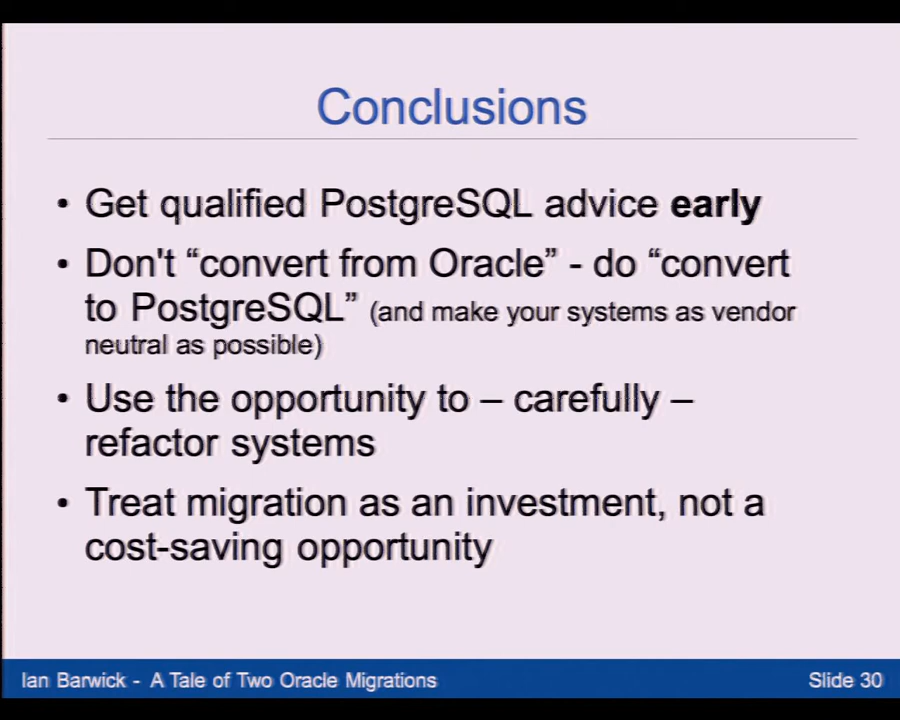 Conclusions
• Get qualified PostgreSQL advice early
• Don't “convert from Oracle” - do “convert
to PostgreSQL” (and make your systems as vendor
neutral as possible)
• Use the opportunity to – carefully –
refactor systems
• Treat migration as an investment, not a
cost-saving opportunity
Ian Barwick - A Tale of Two Oracle Migrations
Slide 30